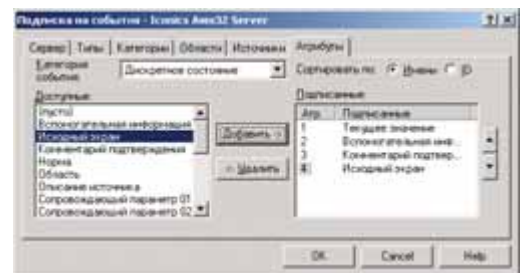 Подписка на события - Iconics Awx32 Server
Сервер Типы Категории Области Источники Атрибуты
Категория события
Дискретное состояние
Сортировать по: Имени ID
Доступные
(пусто)
Вспомогательная информация
Исходный экран
Комментарий подтверждения
Норма
Область
Описание источника
Сопровождающий параметр 01
Сопровождающий параметр 02
Добавить ->
<- Удалить
Подписанные
Атр. Подписанные
1 Текущее значение
2 Вспомогательная инф...
3 Комментарий подтвер...
4 Исходный экран
OK Cancel Help